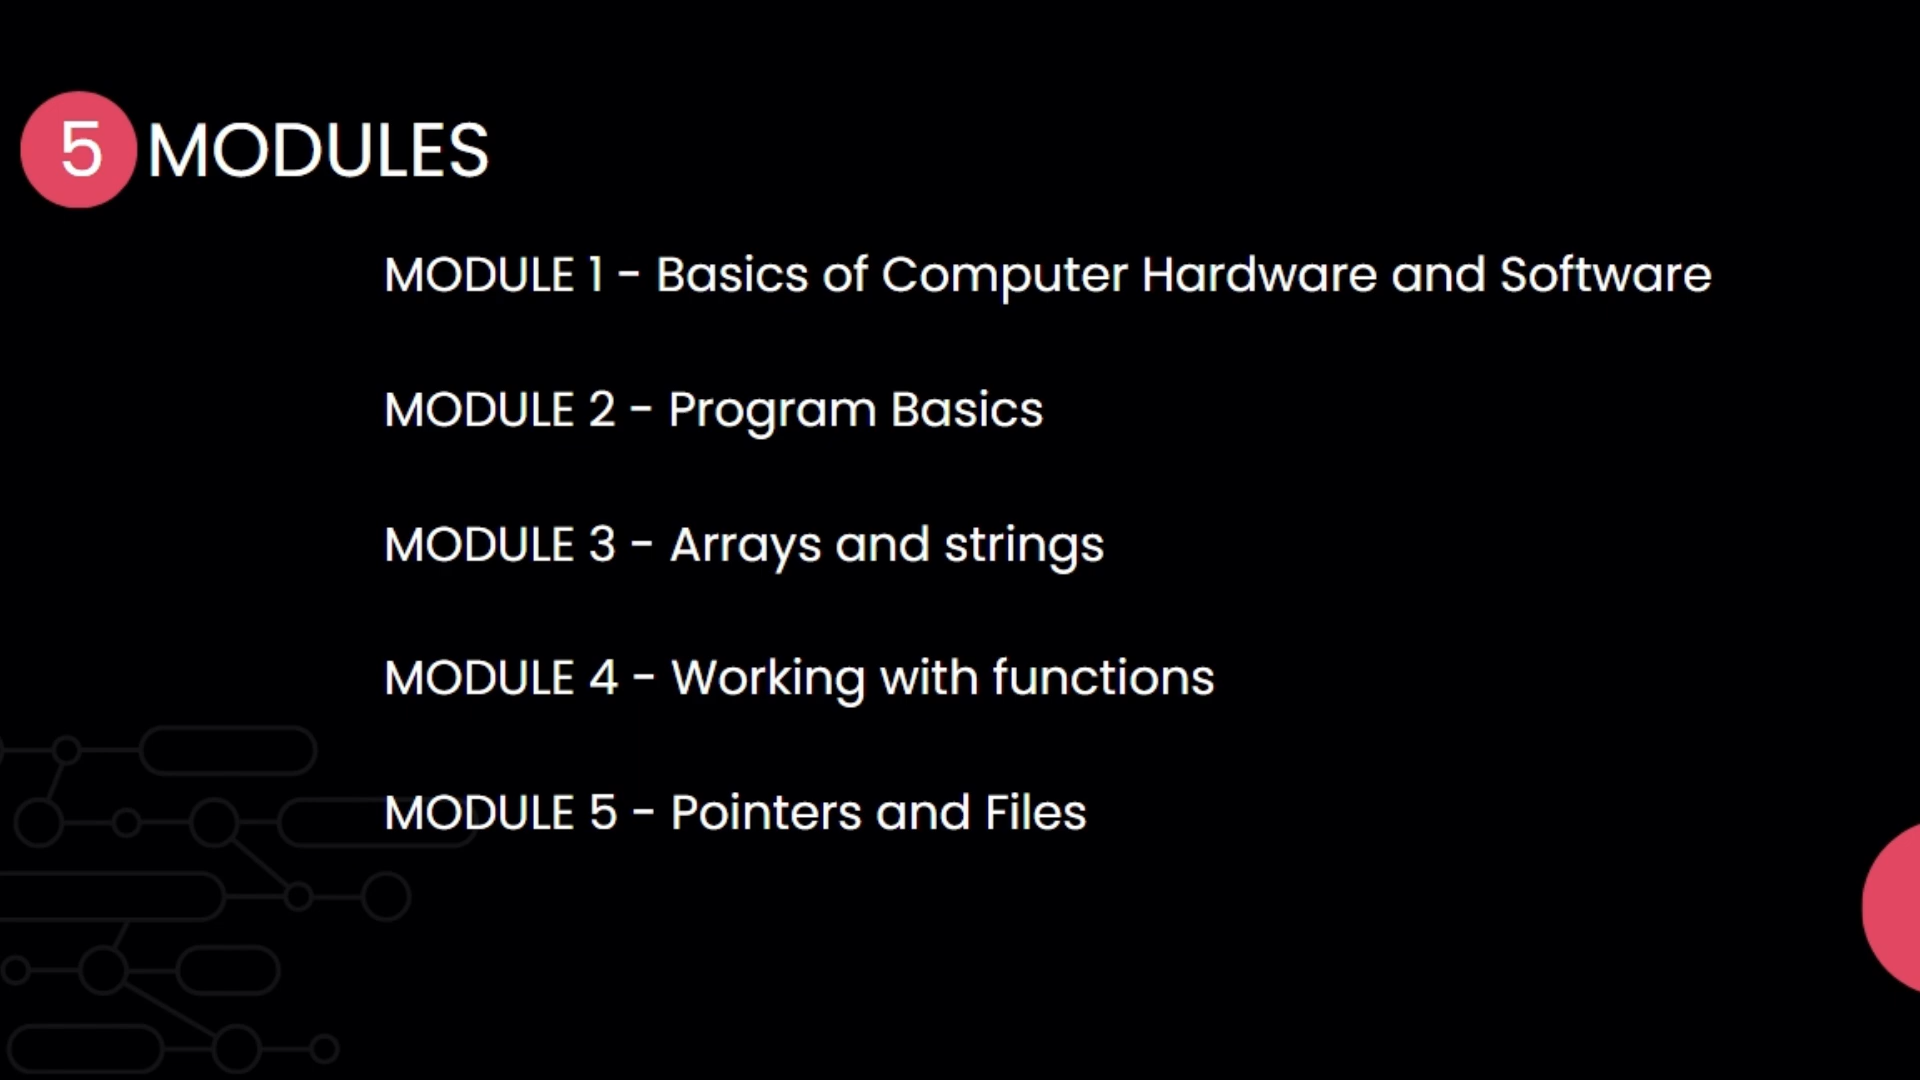 5 MODULES
MODULE 1 - Basics of Computer Hardware and Software
MODULE 2 - Program Basics
MODULE 3 - Arrays and strings
MODULE 4 - Working with functions
MODULE 5 - Pointers and Files